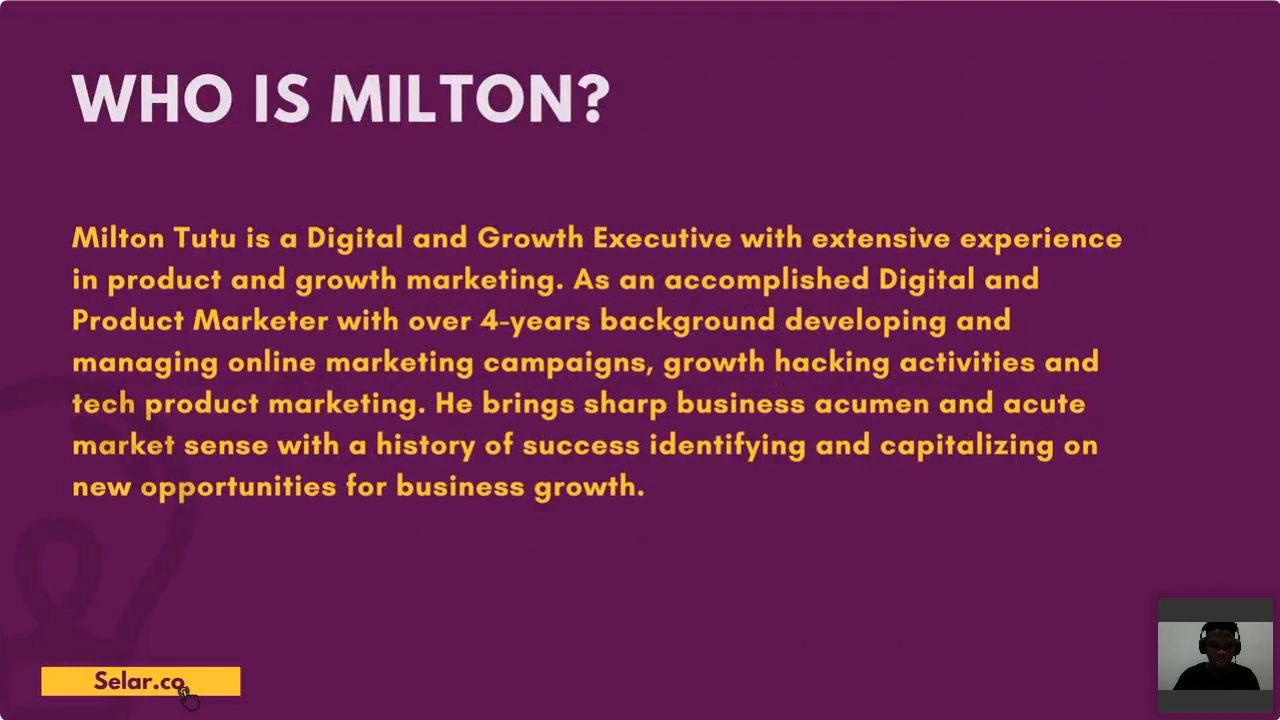 WHO IS MILTON?
Milton Tutu is a Digital and Growth Executive with extensive experience
in product and growth marketing. As an accomplished Digital and
Product Marketer with over 4-years background developing and
managing online marketing campaigns, growth hacking activities and
tech product marketing. He brings sharp business acumen and acute
market sense with a history of success identifying and capitalizing on
new opportunities for business growth.
Selar.co